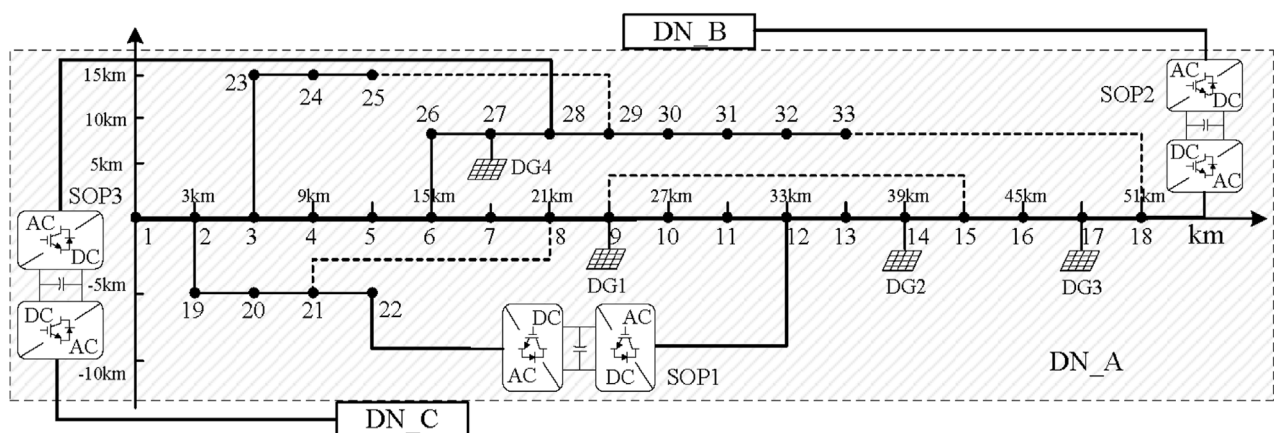 DN_B
15km
23
24
25
AC
DC
SOP2
10km
26
27
28
29
30
31
32
33
DG4
DC
AC
5km
SOP3
3km
9km
15km
21km
27km
33km
39km
45km
51km
AC
DC
1
2
3
4
5
6
7
8
9
10
11
12
13
14
15
16
17
18
km
DG1
DG2
DG3
-5km
19
20
21
22
DC
AC
DC
AC
AC
DC
SOP1
DN_A
-10km
DN_C